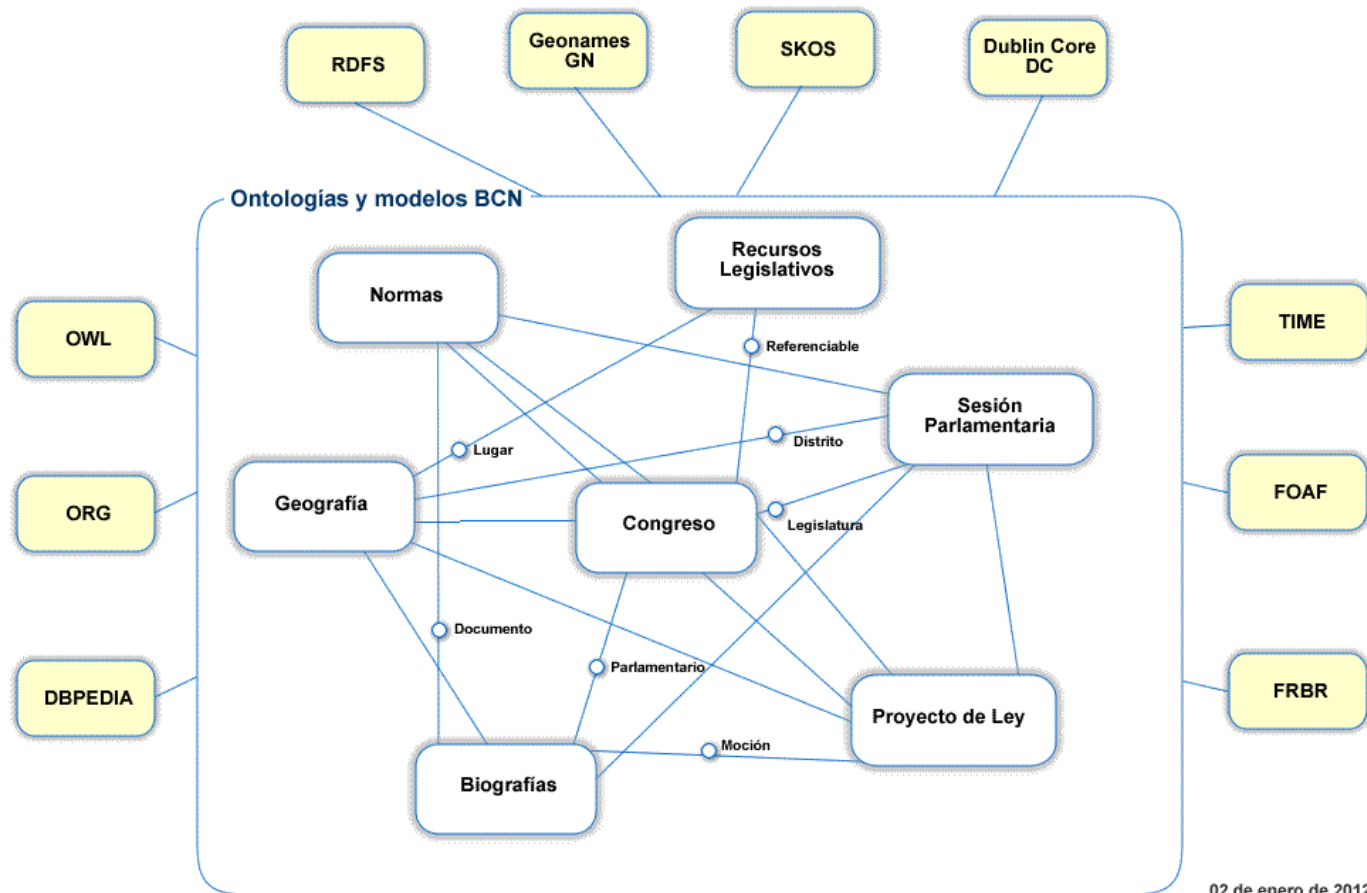 RDFS
Geonames
GN
SKOS
Dublin Core
DC
Ontologías y modelos BCN
Recursos
Legislativos
Normas
OWL
TIME
Referenciable
Sesión
Parlamentaria
Distrito
Lugar
Geografía
ORG
Congreso
Legislatura
FOAF
Documento
Parlamentario
DBPEDIA
FRBR
Proyecto de Ley
Moción
Biografías
02 de enero de 2012